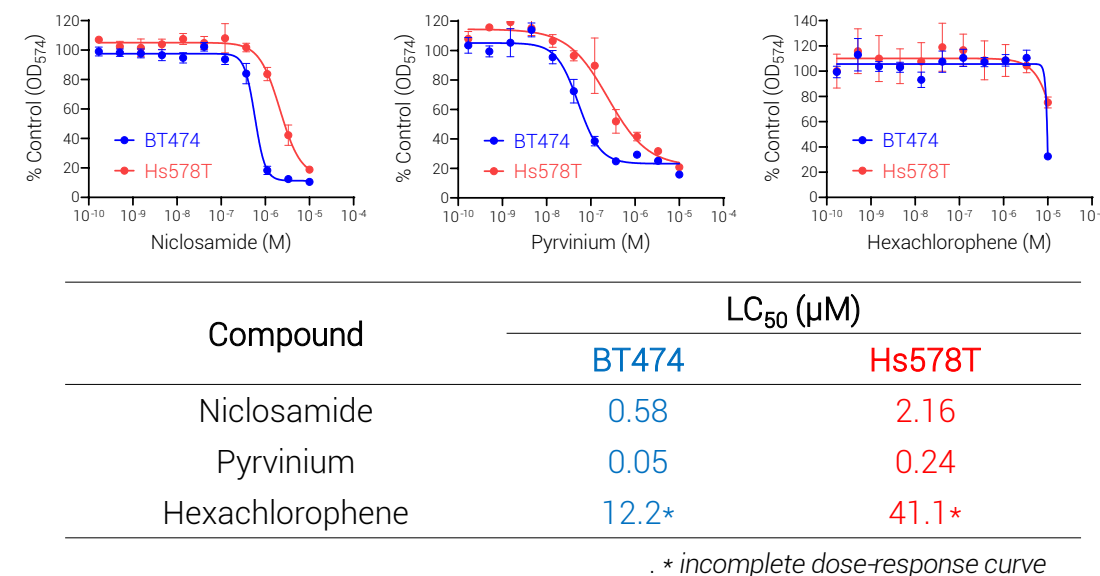 120
100
80
60
40
20
0
% Control (OD574)
BT474
Hs578T
10-10 10-9 10-8 10-7 10-6 10-5 10-4
Niclosamide (M)
120
100
80
60
40
20
0
% Control (OD574)
BT474
Hs578T
10-10 10-9 10-8 10-7 10-6 10-5 10-4
Pyrvinium (M)
140
120
100
80
60
40
20
0
% Control (OD574)
BT474
Hs578T
10-10 10-9 10-8 10-7 10-6 10-5 10-
Hexachlorophene (M)
Compound LC50 (µM)
BT474 Hs578T
Niclosamide 0.58 2.16
Pyrvinium 0.05 0.24
Hexachlorophene 12.2* 41.1*
. * incomplete dose-response curve